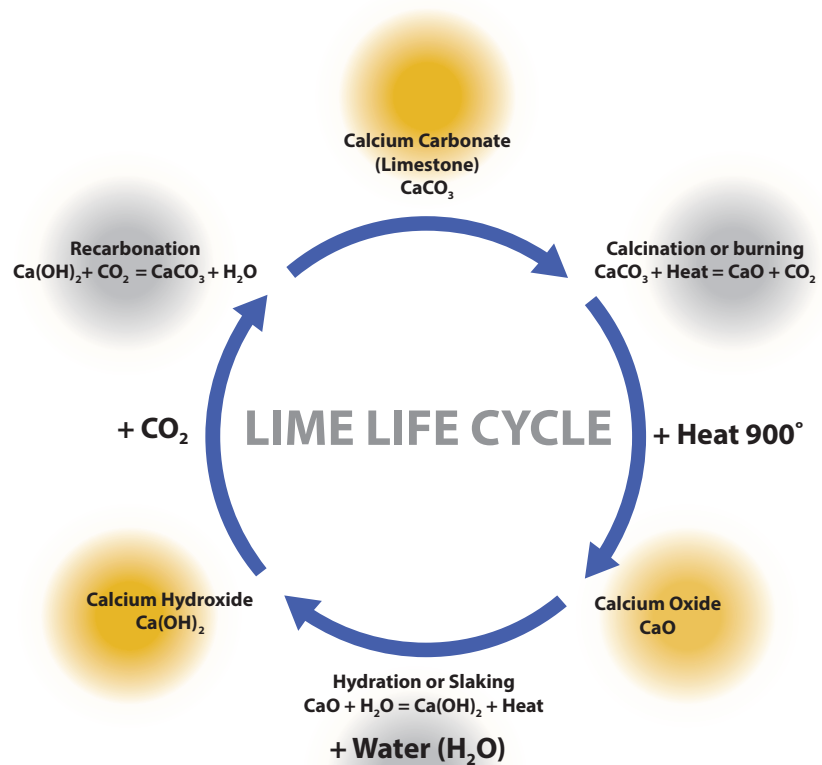 Calcium Carbonate
(Limestone)
CaCO₃
Recarbonation
Ca(OH)₂+ CO₂ = CaCO₃ + H₂O
Calcination or burning
CaCO₃ + Heat = CaO + CO₂
+ CO₂
LIME LIFE CYCLE
+ Heat 900°
Calcium Hydroxide
Ca(OH)₂
Calcium Oxide
CaO
Hydration or Slaking
CaO + H₂O = Ca(OH)₂ + Heat
+ Water (H₂O)